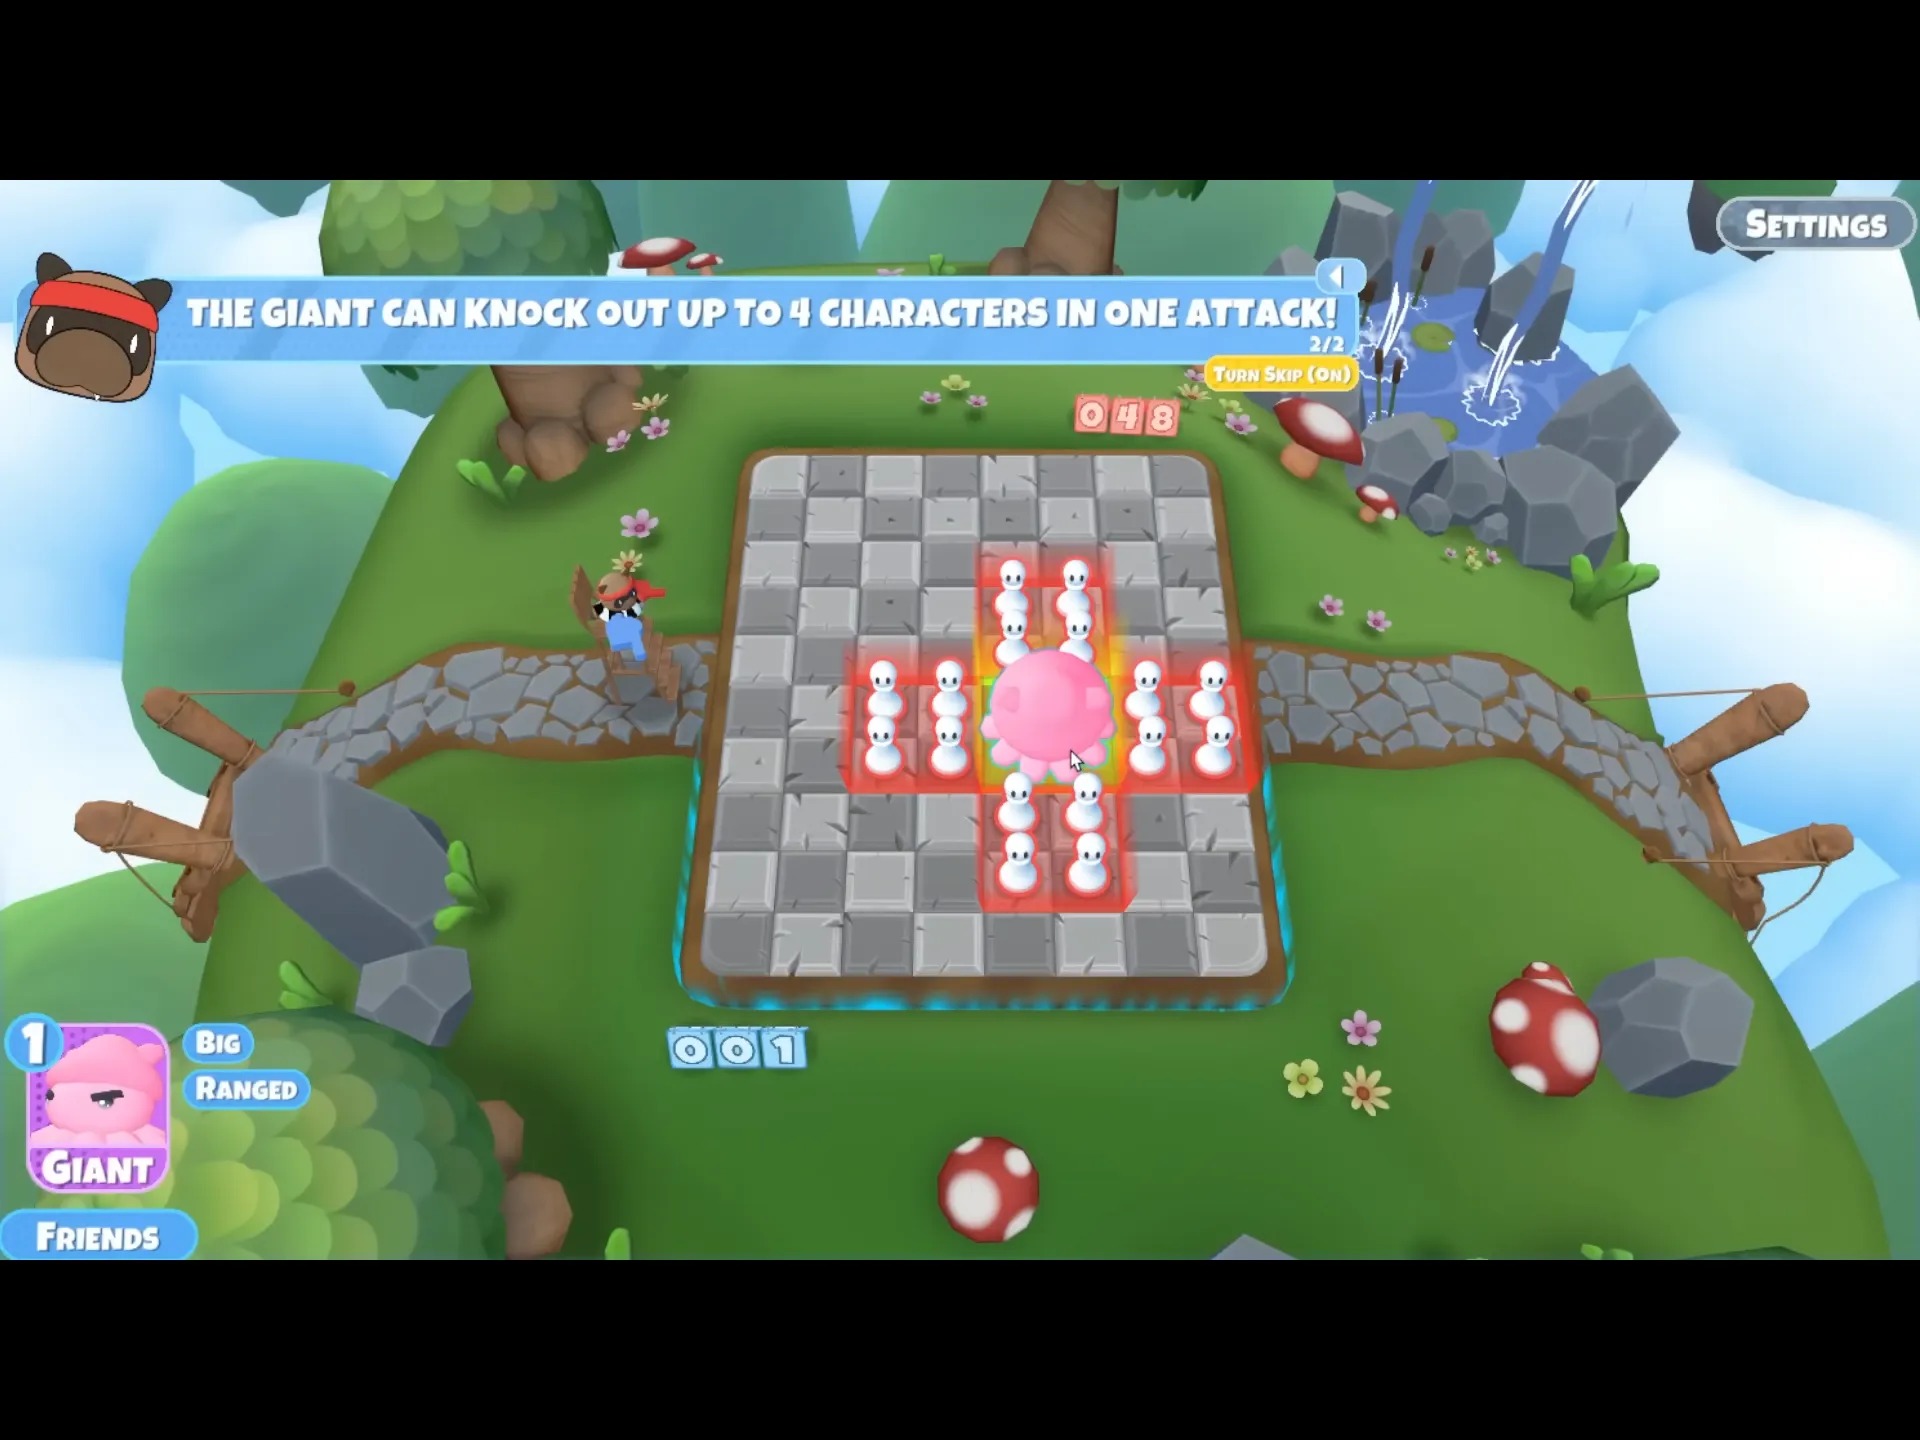 SETTINGS
THE GIANT CAN KNOCK OUT UP TO 4 CHARACTERS IN ONE ATTACK!
2/2
TURN SKIP (ON)
048
001
1
BIG
RANGED
GIANT
FRIENDS